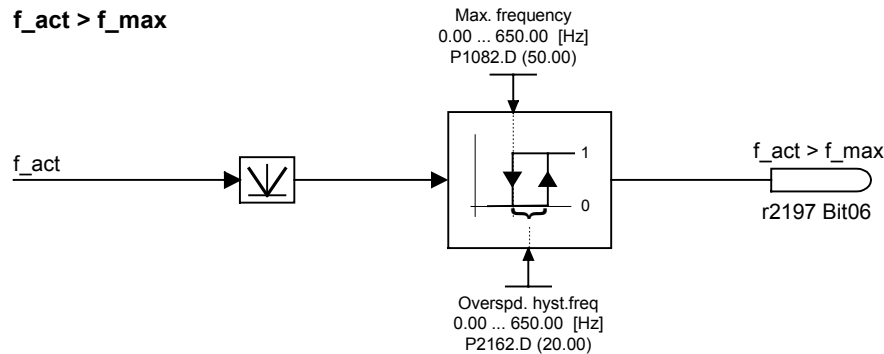 f_act > f_max
Max. frequency
0.00 ... 650.00 [Hz]
P1082.D (50.00)
f_act
1
0
f_act > f_max
r2197 Bit06
Overspd. hyst.freq
0.00 ... 650.00 [Hz]
P2162.D (20.00)